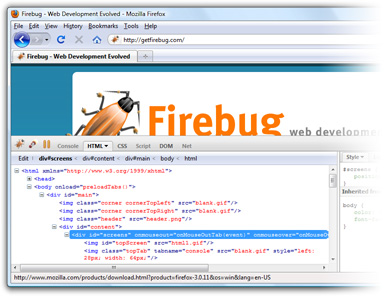 Firebug - Web Development Evolved - Mozilla Firefox
File Edit View History Bookmarks Tools Help
http://getfirebug.com/
Firebug - Web Development Evolved
Firebug web developme
Console HTML CSS Script DOM Net
Edit div#screens < div#content < div#main < body < html
Style
<html xmlns="http://www.w3.org/1999/xhtml">
<head>
<body onload="preloadTabs()">
<div id="main">
<img class="corner cornerTopLeft" src="blank.gif"/>
<img class="corner cornerTopRight" src="blank.gif"/>
<img class="header" src="header.png"/>
<div id="content">
<div id="screens" onmouseout="onMouseOutTab(event)" onmouseover="onMouseO
<img id="topScreen" src="html1.gif"/>
<img class="topTab" tabname="console" src="blank.gif" style="left:
28px; width: 64px;"/>
#screens {
Inherited
body {
http://www.mozilla.com/products/download.html?product=firefox-3.0.11&os=win&lang=en-US